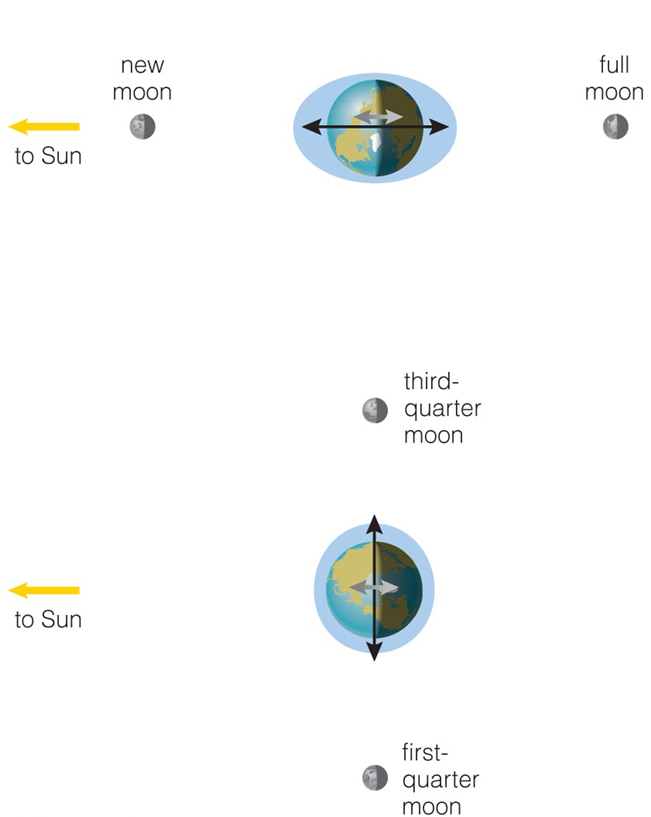 new
moon
full
moon
to Sun
third-
quarter
moon
to Sun
first-
quarter
moon